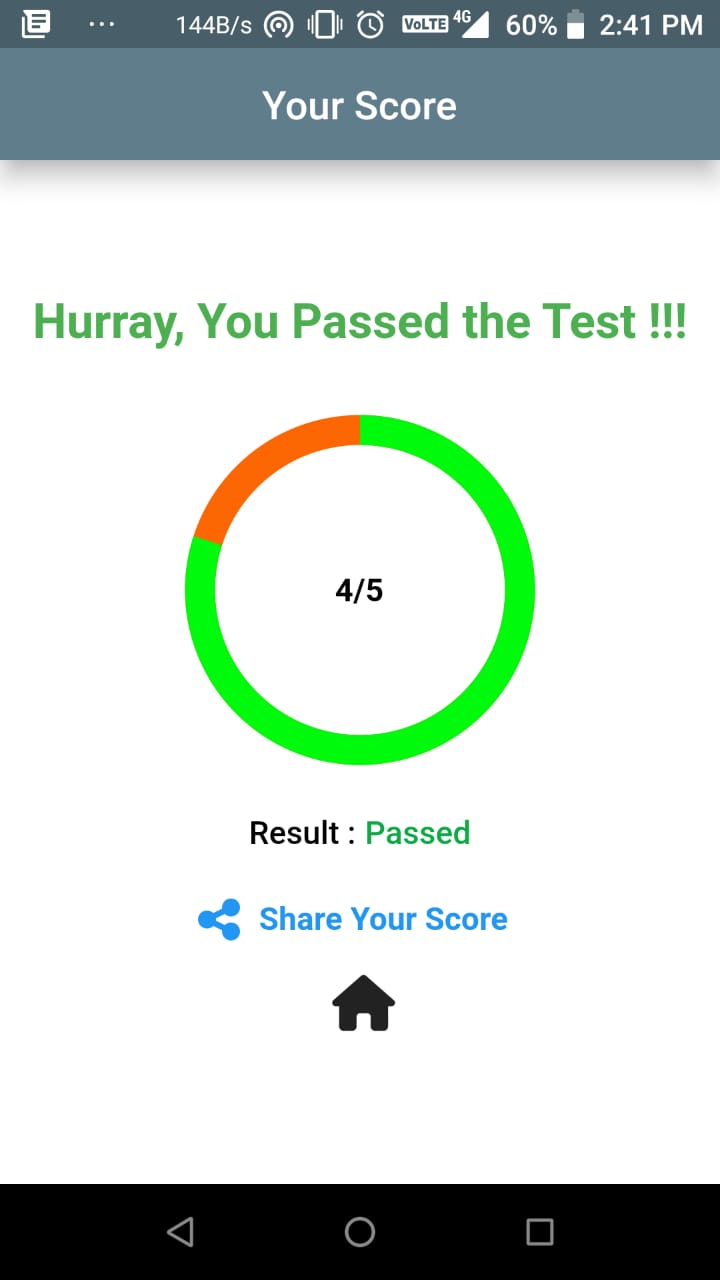 144B/s VoLTE 4G 60% 2:41 PM
Your Score
Hurray, You Passed the Test !!!
4/5
Result : Passed
Share Your Score